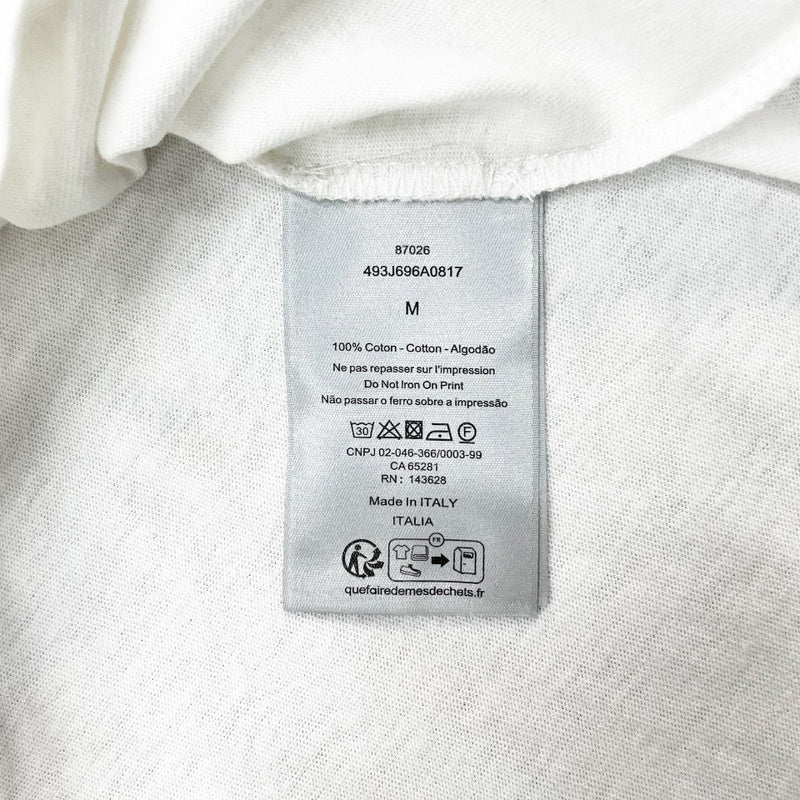 87026
493J696A0817
M
100% Coton - Cotton - Algodão
Ne pas repasser sur l'impression
Do Not Iron On Print
Não passar o ferro sobre a impressão
30 F
CNPJ 02-046-366/0003-99
CA 65281
RN : 143628
Made In ITALY
ITALIA
FR
quefairedemesdechets.fr